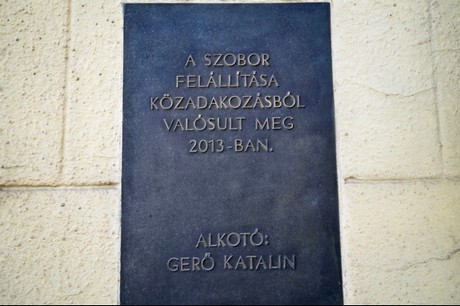 A SZOBOR
FELÁLLÍTÁSA
KÖZADAKOZÁSBÓL
VALÓSULT MEG
2013-BAN.
ALKOTÓ:
GERŐ KATALIN